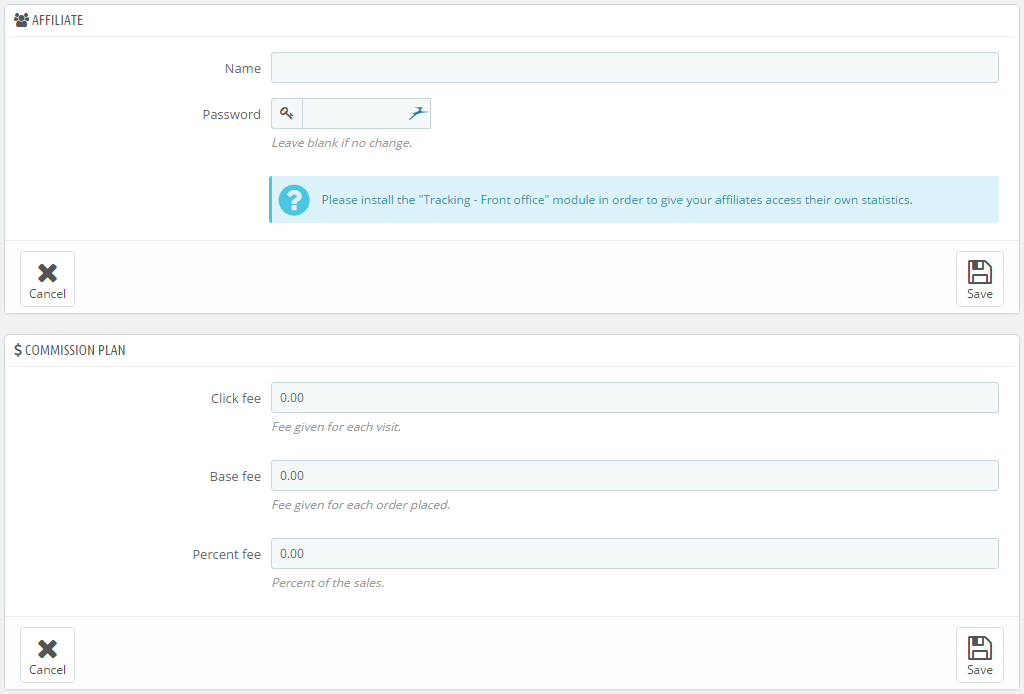 AFFILIATE
Name
Password
Leave blank if no change.
Please install the "Tracking - Front office" module in order to give your affiliates access their own statistics.
Cancel
Save
$ COMMISSION PLAN
Click fee 0.00
Fee given for each visit.
Base fee 0.00
Fee given for each order placed.
Percent fee 0.00
Percent of the sales.
Cancel
Save